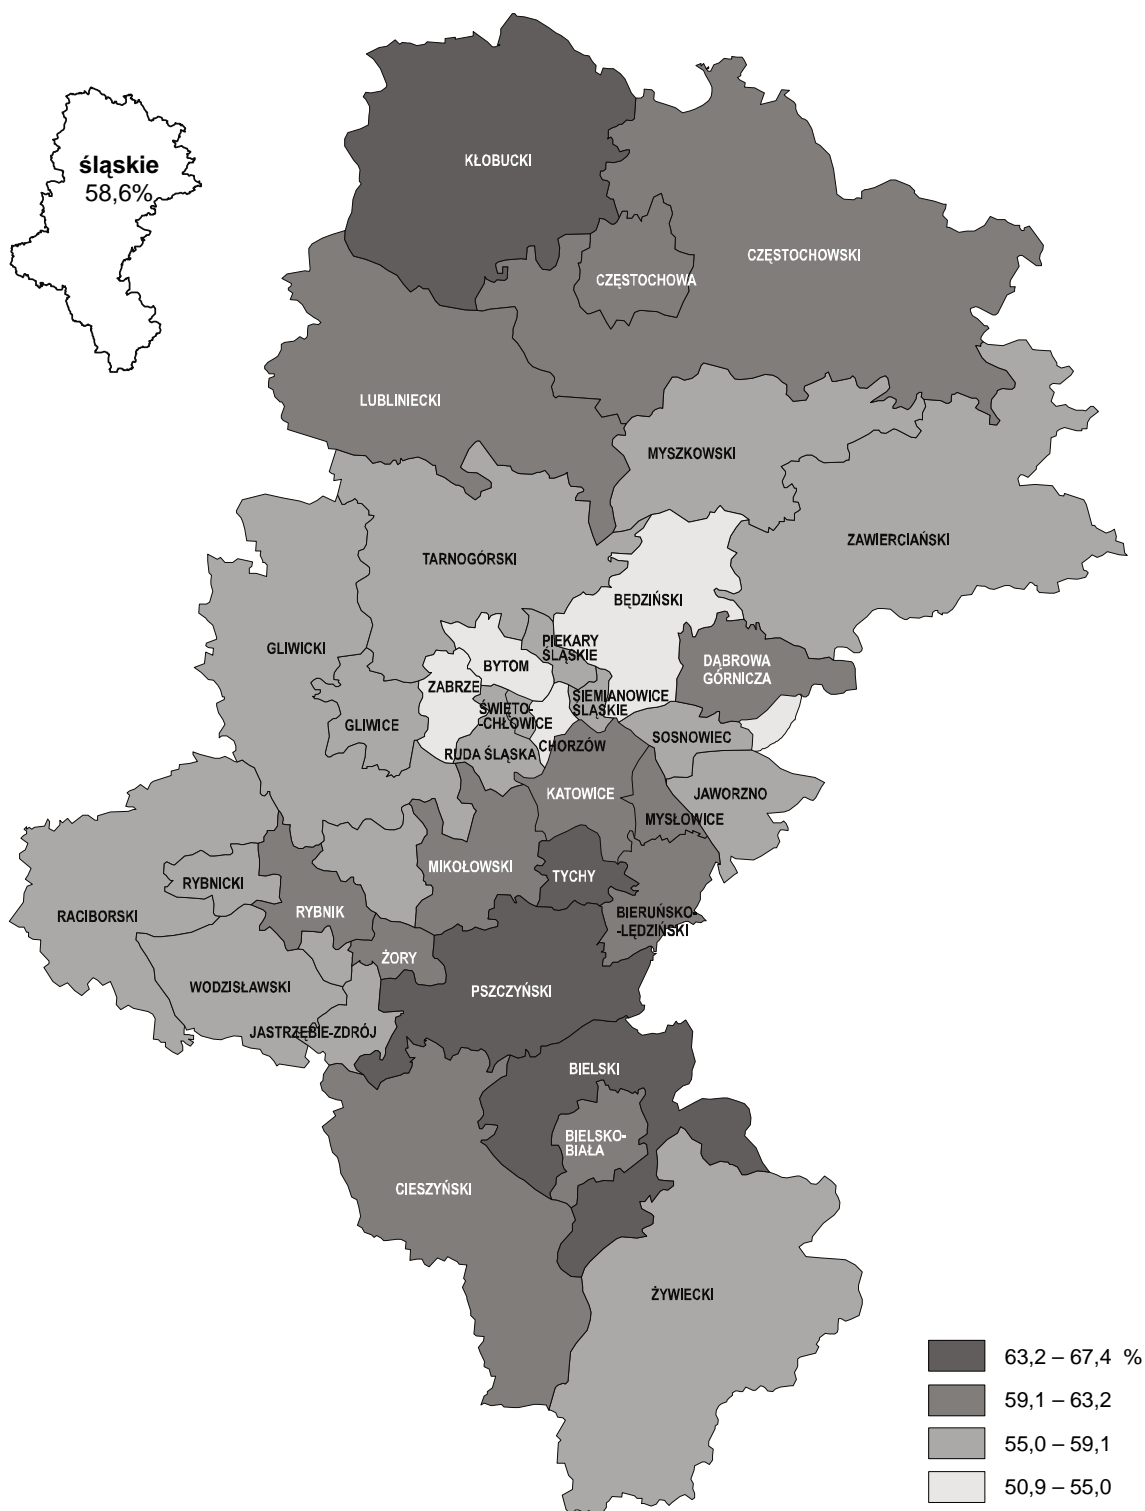 KŁOBUCKI
śląskie
58,6%
CZĘSTOCHOWSKI
CZĘSTOCHOWA
LUBLINIECKI
MYSZKOWSKI
ZAWIERCIAŃSKI
TARNOGÓRSKI
BĘDZIŃSKI
GLIWICKI
PIEKARY
ŚLĄSKIE
BYTOM
DĄBROWA
GÓRNICZA
ZABRZE
SIEMIANOWICE
ŚLĄSKIE
ŚWIĘTO-
-CHŁOWICE
GLIWICE
SOSNOWIEC
CHORZÓW
RUDA ŚLĄSKA
KATOWICE
JAWORZNO
MYSŁOWICE
MIKOŁOWSKI
TYCHY
RYBNICKI
RACIBORSKI
RYBNIK
BIERUŃSKO-
-LĘDZIŃSKI
ŻORY
WODZISŁAWSKI
PSZCZYŃSKI
JASTRZĘBIE-ZDRÓJ
BIELSKI
BIELSKO-
BIAŁA
CIESZYŃSKI
ŻYWIECKI
63,2 – 67,4 %
59,1 – 63,2
55,0 – 59,1
50,9 – 55,0